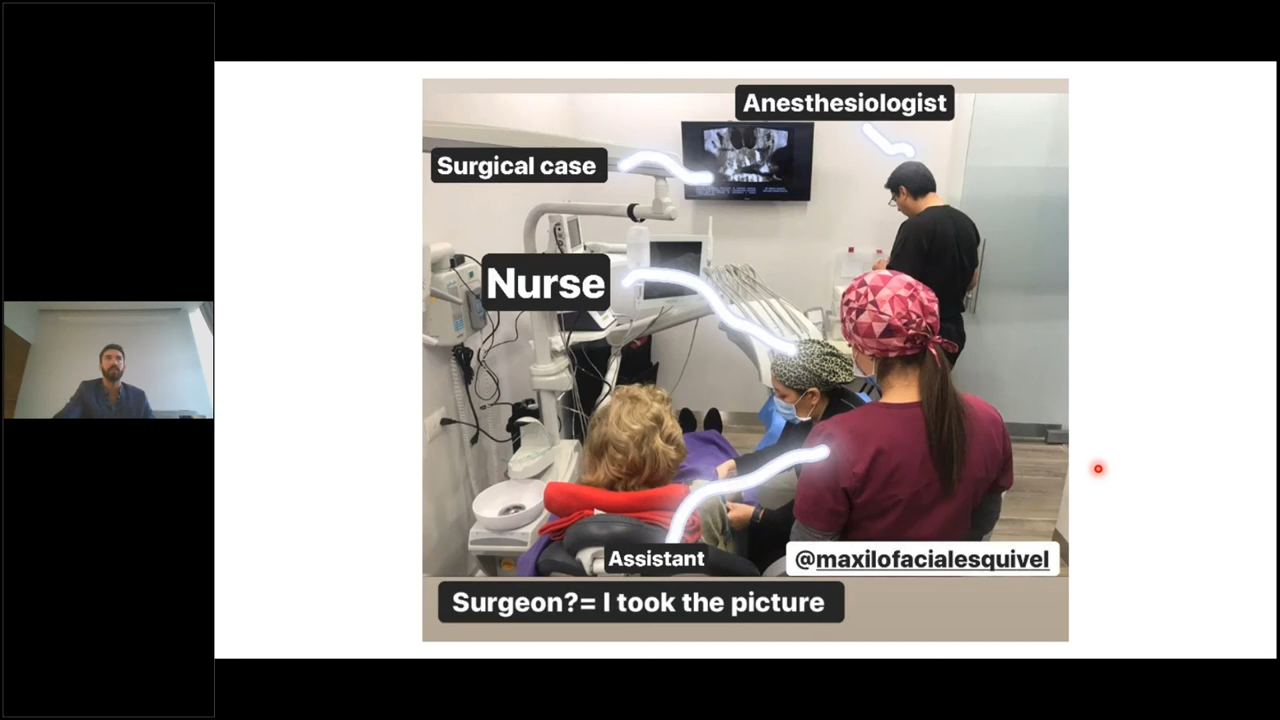 Anesthesiologist
Surgical case
Nurse
Assistant
@maxilofacialesquivel
Surgeon?= I took the picture